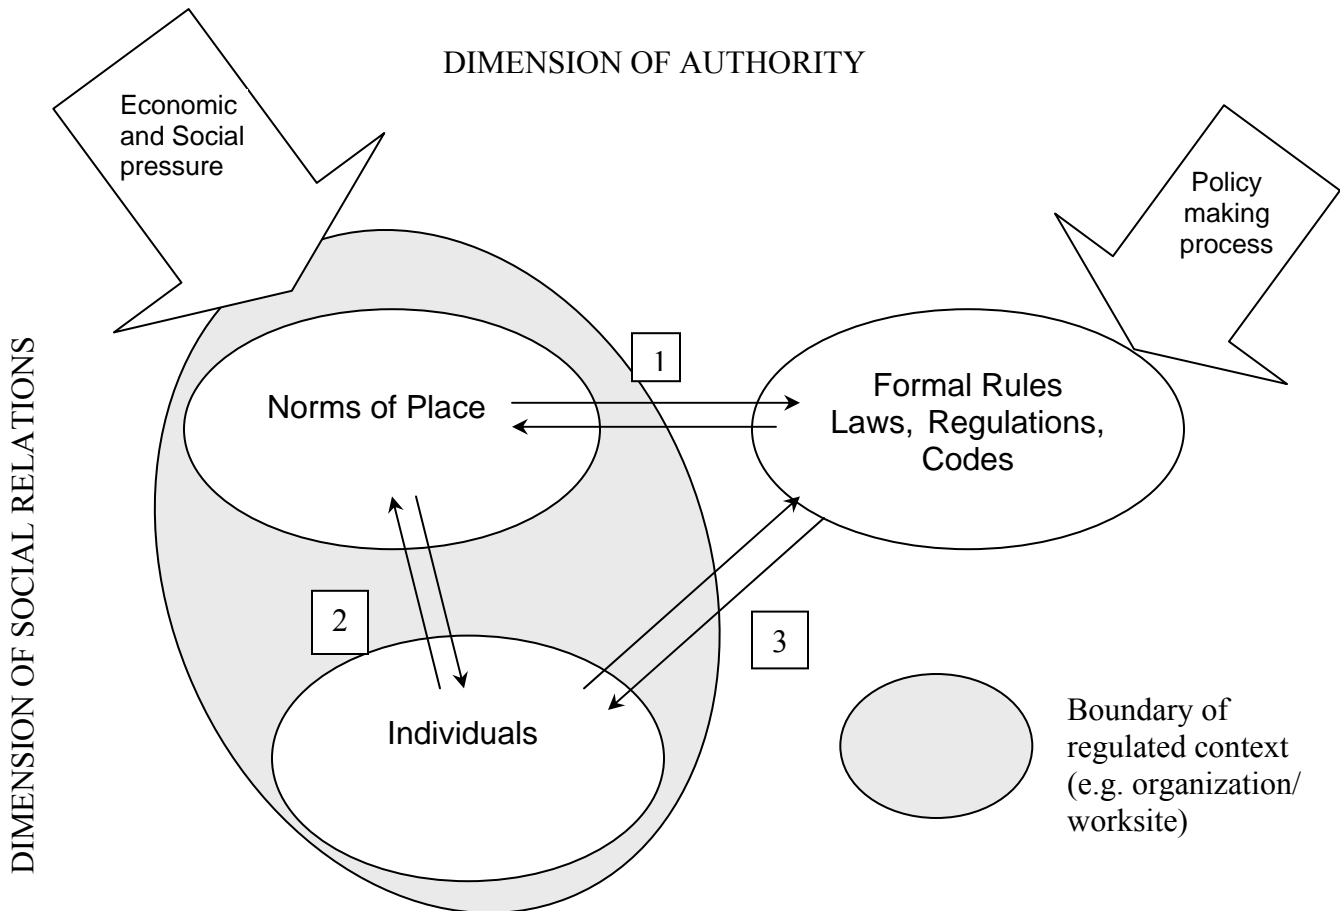 DIMENSION OF AUTHORITY
Economic
and Social
pressure
Policy
making
process
DIMENSION OF SOCIAL RELATIONS
1
Norms of Place
Formal Rules
Laws, Regulations,
Codes
2
3
Individuals
Boundary of
regulated context
(e.g. organization/
worksite)